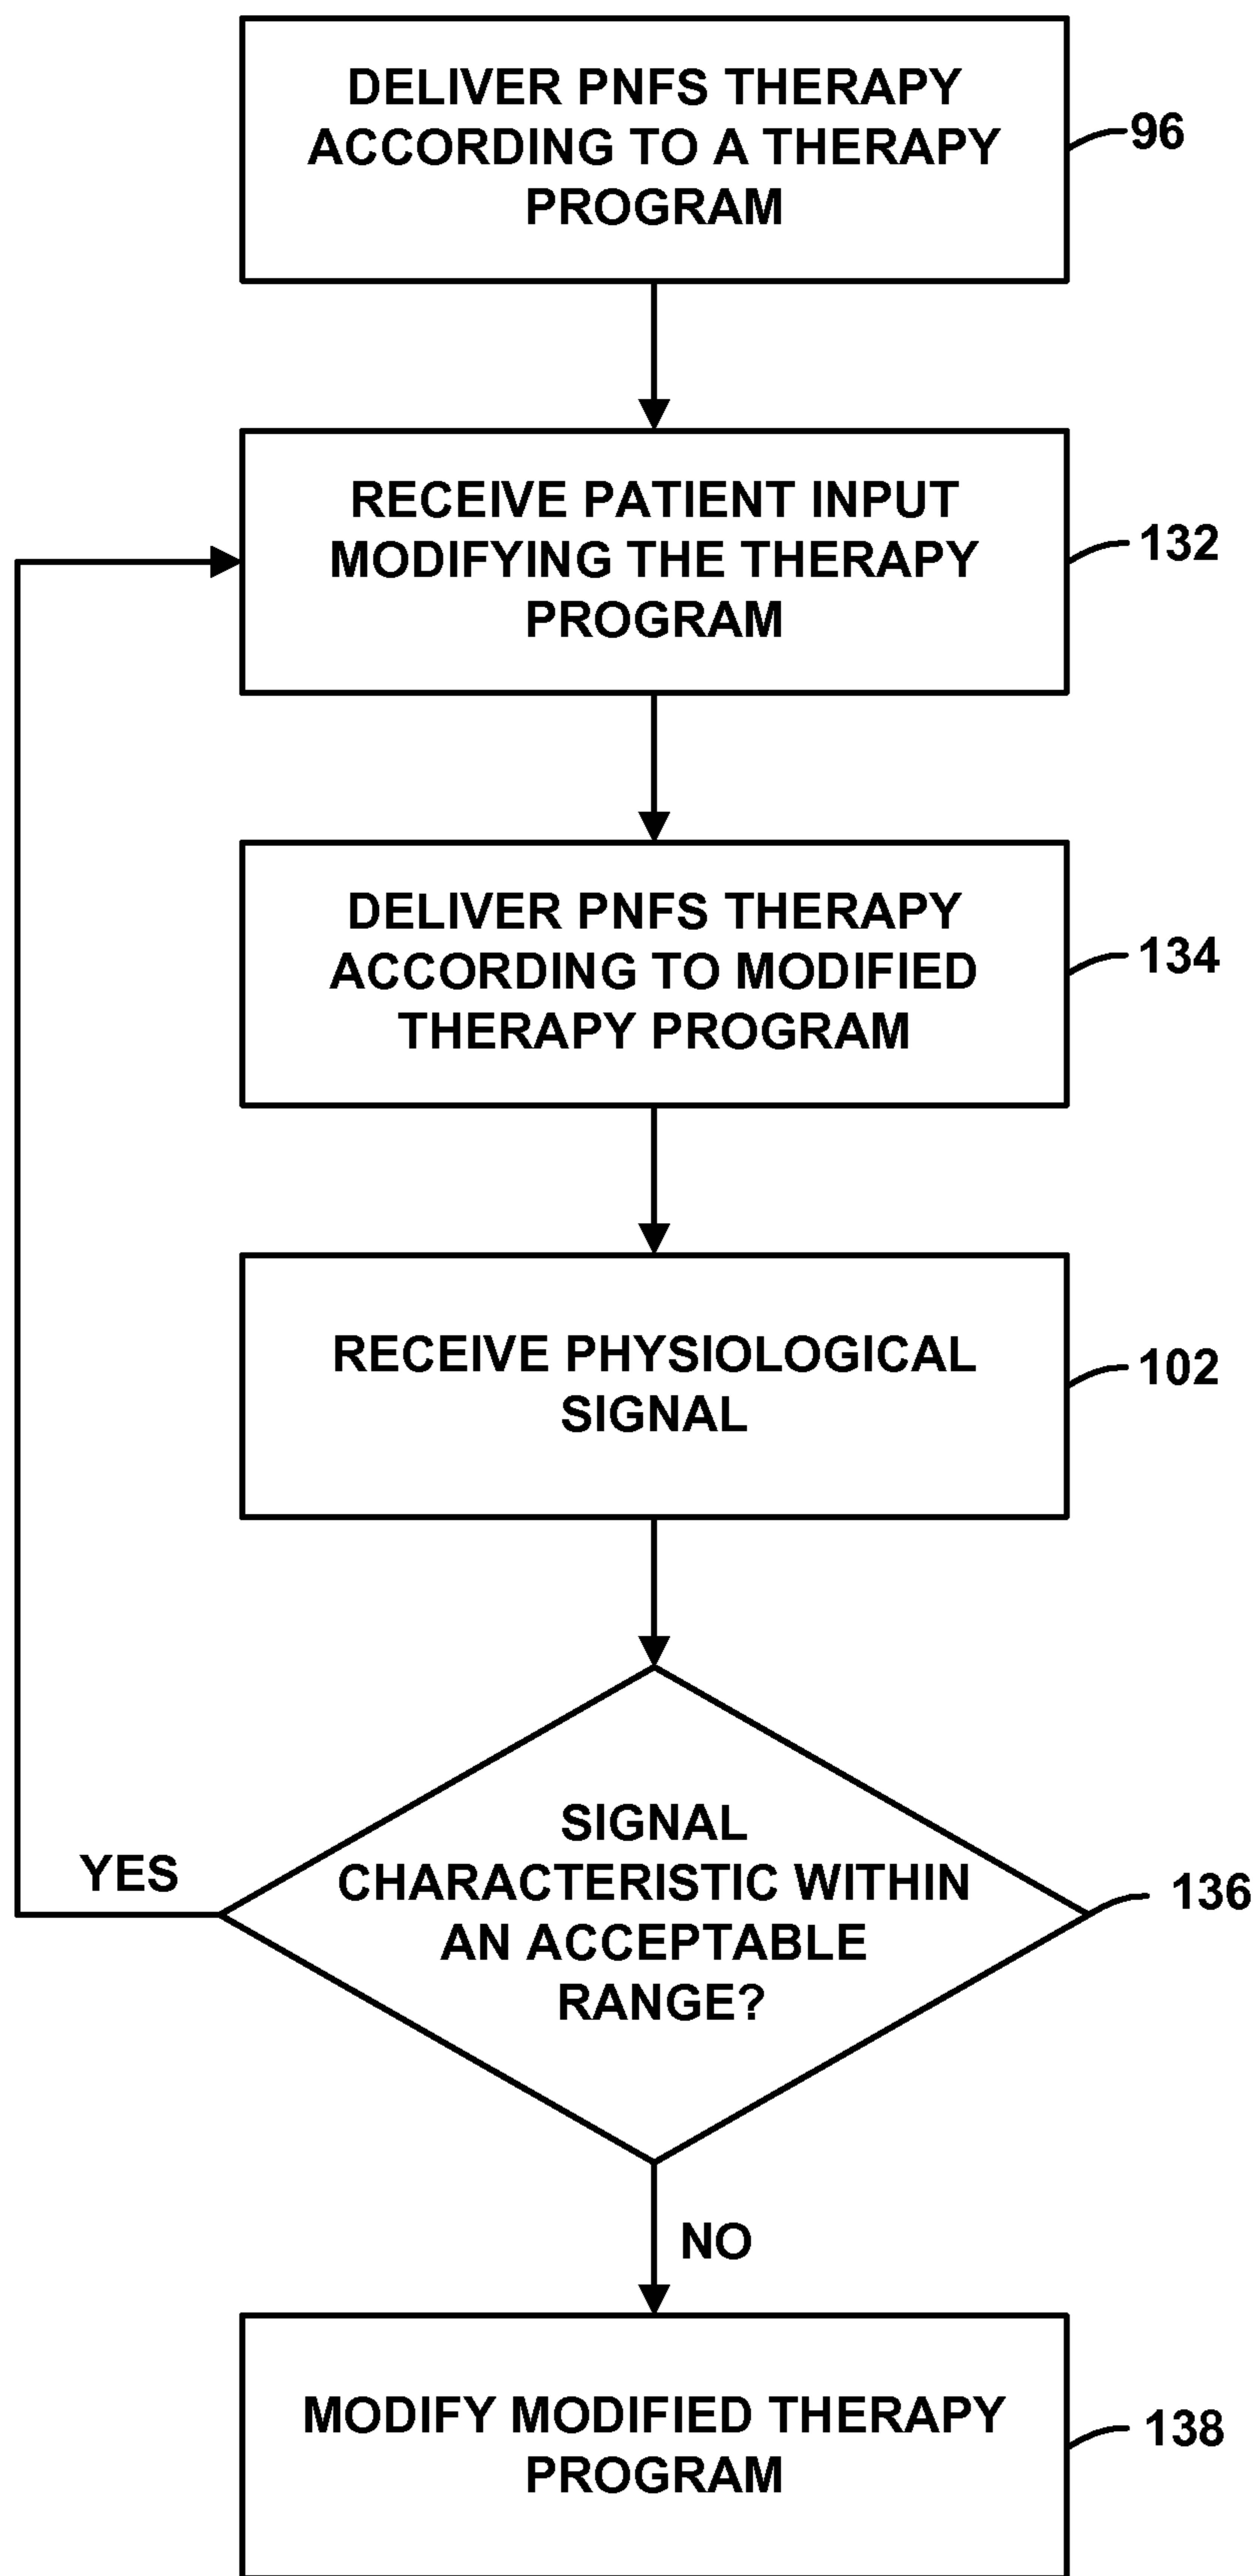 DELIVER PNFS THERAPY
ACCORDING TO A THERAPY
PROGRAM
96
RECEIVE PATIENT INPUT
MODIFYING THE THERAPY
PROGRAM
132
DELIVER PNFS THERAPY
ACCORDING TO MODIFIED
THERAPY PROGRAM
134
RECEIVE PHYSIOLOGICAL
SIGNAL
102
SIGNAL
CHARACTERISTIC WITHIN
AN ACCEPTABLE
RANGE?
136
YES
NO
MODIFY MODIFIED THERAPY
PROGRAM
138